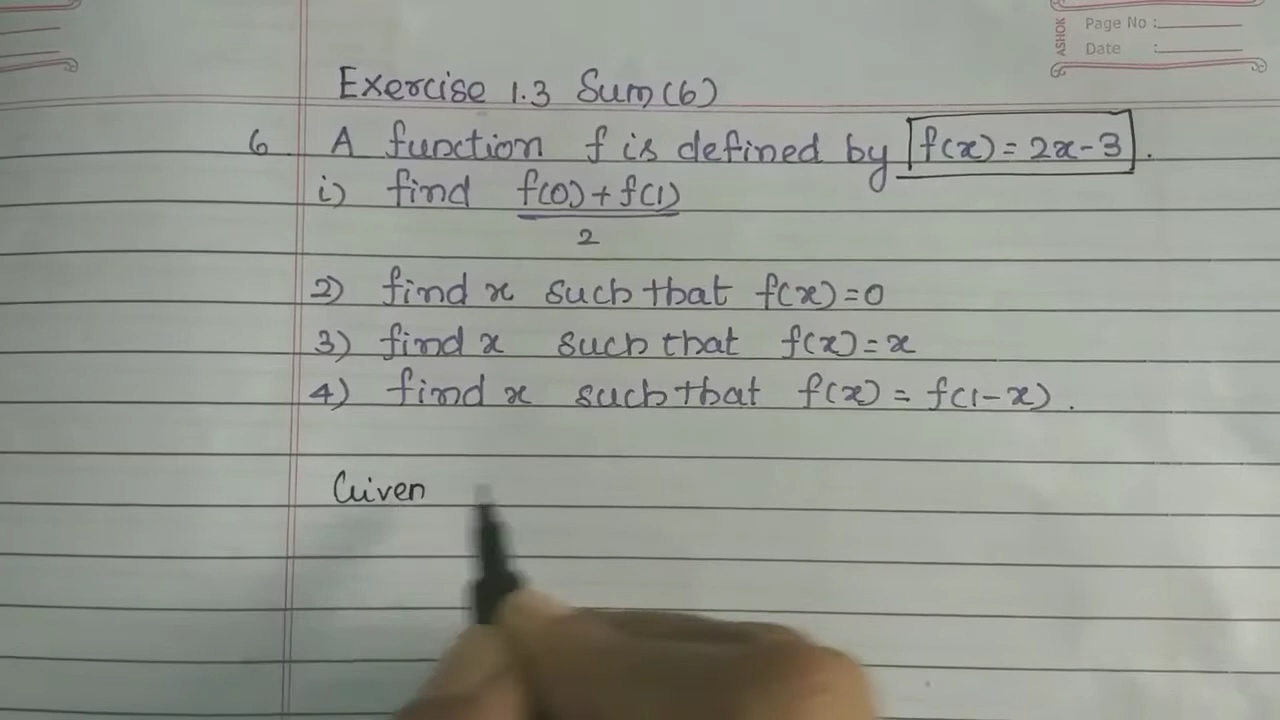 ASHOK
Page No :
Date :
Exercise 1.3 Sum(6)
6 A function f is defined by f(x) = 2x-3.
i) find f(0)+f(1)
2
2) find x such that f(x)=0
3) find x such that f(x)=x
4) find x such that f(x) = f(1-x).
Given